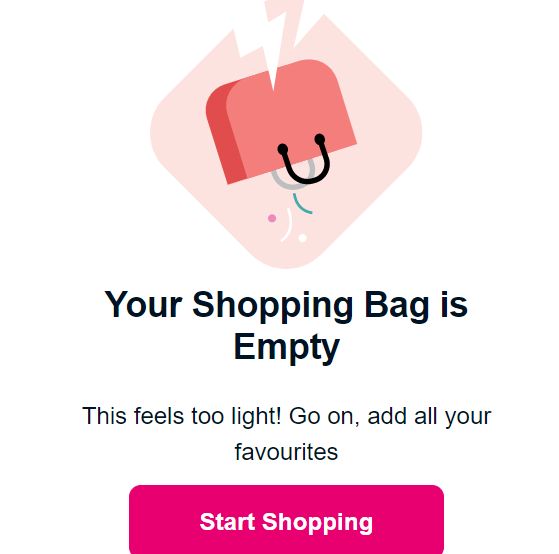 Your Shopping Bag is
Empty
This feels too light! Go on, add all your
favourites
Start Shopping